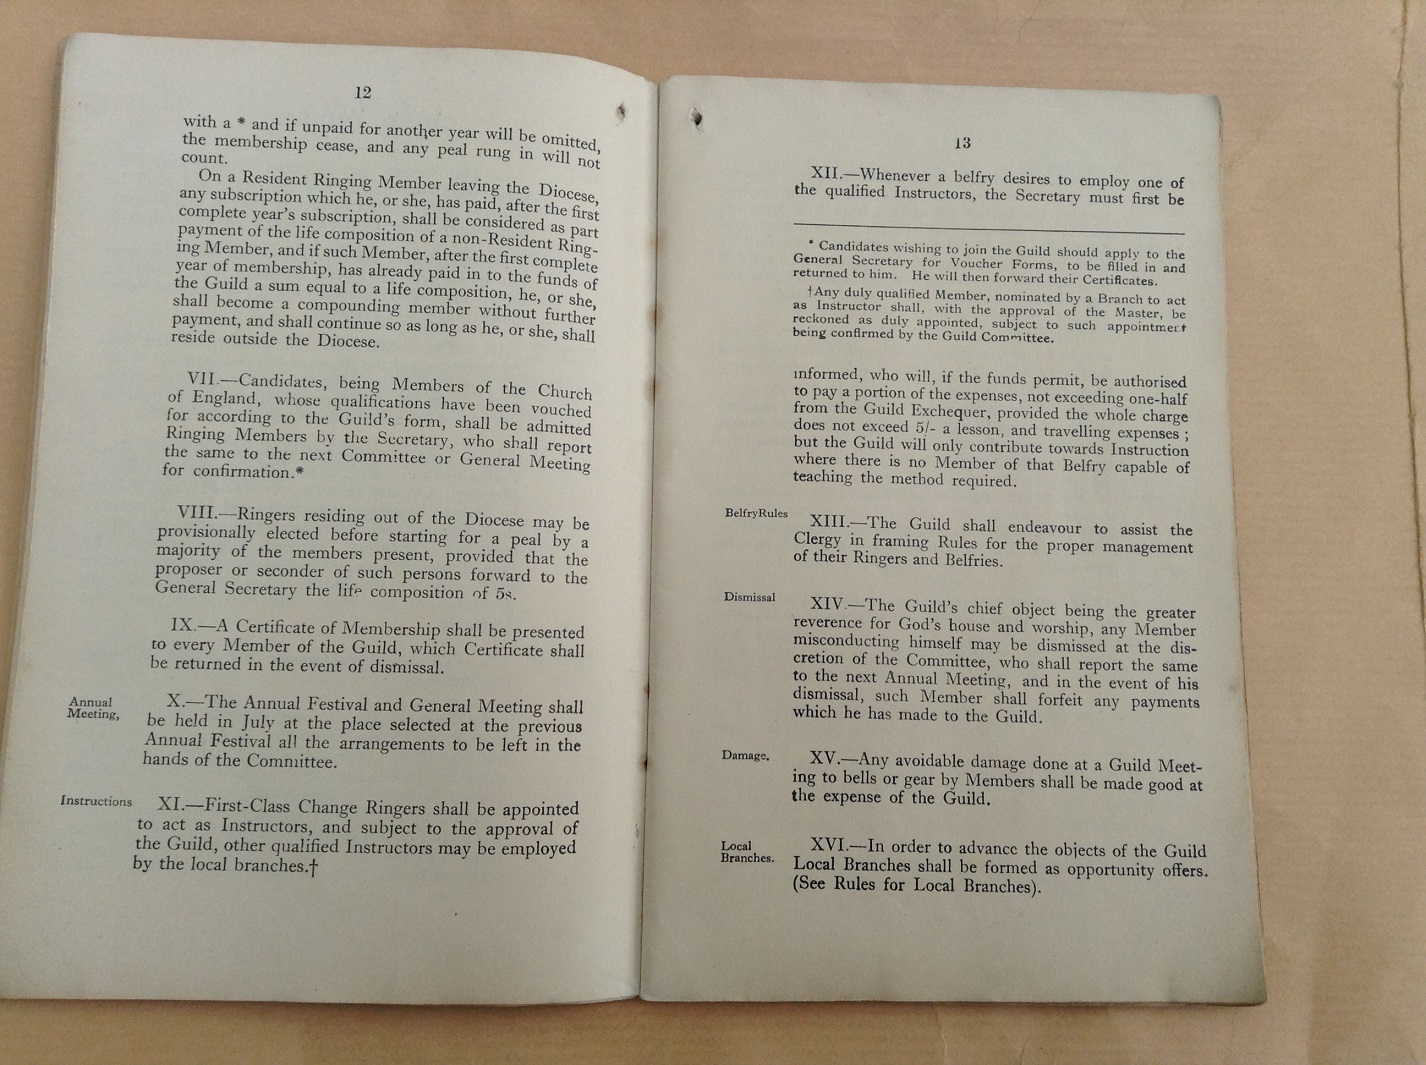 12
with a * and if unpaid for another year will be omitted,
the membership cease, and any peal rung in will not
count.
On a Resident Ringing Member leaving the Diocese,
any subscription which he, or she, has paid, after the first
complete year's subscription, shall be considered as part
payment of the life composition of a non-Resident Ring-
ing Member, and if such Member, after the first complete
year of membership, has already paid in to the funds of
the Guild a sum equal to a life composition, he, or she,
shall become a compounding member without further
payment, and shall continue so as long as he, or she, shall
reside outside the Diocese.
VII.—Candidates, being Members of the Church
of England, whose qualifications have been vouched
for according to the Guild's form, shall be admitted
Ringing Members by the Secretary, who shall report
the same to the next Committee or General Meeting
for confirmation.*
VIII.—Ringers residing out of the Diocese may be
provisionally elected before starting for a peal by a
majority of the members present, provided that the
proposer or seconder of such persons forward to the
General Secretary the life composition of 5s.
IX.—A Certificate of Membership shall be presented
to every Member of the Guild, which Certificate shall
be returned in the event of dismissal.
Annual
Meeting,
X.—The Annual Festival and General Meeting shall
be held in July at the place selected at the previous
Annual Festival all the arrangements to be left in the
hands of the Committee.
Instructions
XI.—First-Class Change Ringers shall be appointed
to act as Instructors, and subject to the approval of
the Guild, other qualified Instructors may be employed
by the local branches.†
13
XII.—Whenever a belfry desires to employ one of
the qualified Instructors, the Secretary must first be
* Candidates wishing to join the Guild should apply to the
General Secretary for Voucher Forms, to be filled in and
returned to him. He will then forward their Certificates.
†Any duly qualified Member, nominated by a Branch to act
as Instructor shall, with the approval of the Master, be
reckoned as duly appointed, subject to such appointment
being confirmed by the Guild Committee.
informed, who will, if the funds permit, be authorised
to pay a portion of the expenses, not exceeding one-half
from the Guild Exchequer, provided the whole charge
does not exceed 5/- a lesson, and travelling expenses ;
but the Guild will only contribute towards Instruction
where there is no Member of that Belfry capable of
teaching the method required.
Belfry Rules
XIII.—The Guild shall endeavour to assist the
Clergy in framing Rules for the proper management
of their Ringers and Belfries.
Dismissal
XIV.—The Guild's chief object being the greater
reverence for God's house and worship, any Member
misconducting himself may be dismissed at the dis-
cretion of the Committee, who shall report the same
to the next Annual Meeting, and in the event of his
dismissal, such Member shall forfeit any payments
which he has made to the Guild.
Damage.
XV.—Any avoidable damage done at a Guild Meet-
ing to bells or gear by Members shall be made good at
the expense of the Guild.
Local
Branches.
XVI.—In order to advance the objects of the Guild
Local Branches shall be formed as opportunity offers.
(See Rules for Local Branches).